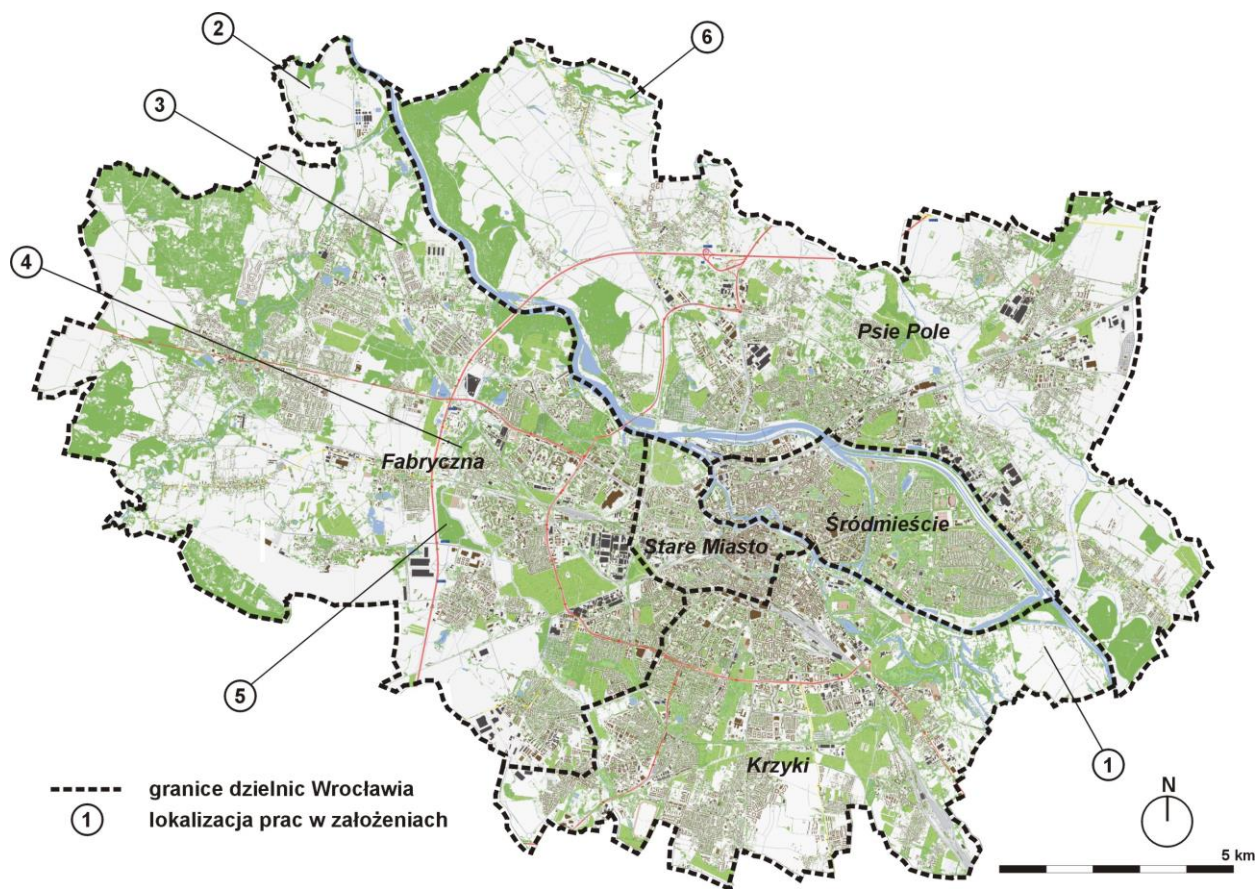 2
6
3
4
Psie Pole
Fabryczna
Śródmieście
Stare Miasto
5
Krzyki
1
granice dzielnic Wrocławia
1 lokalizacja prac w założeniach
N
5 km